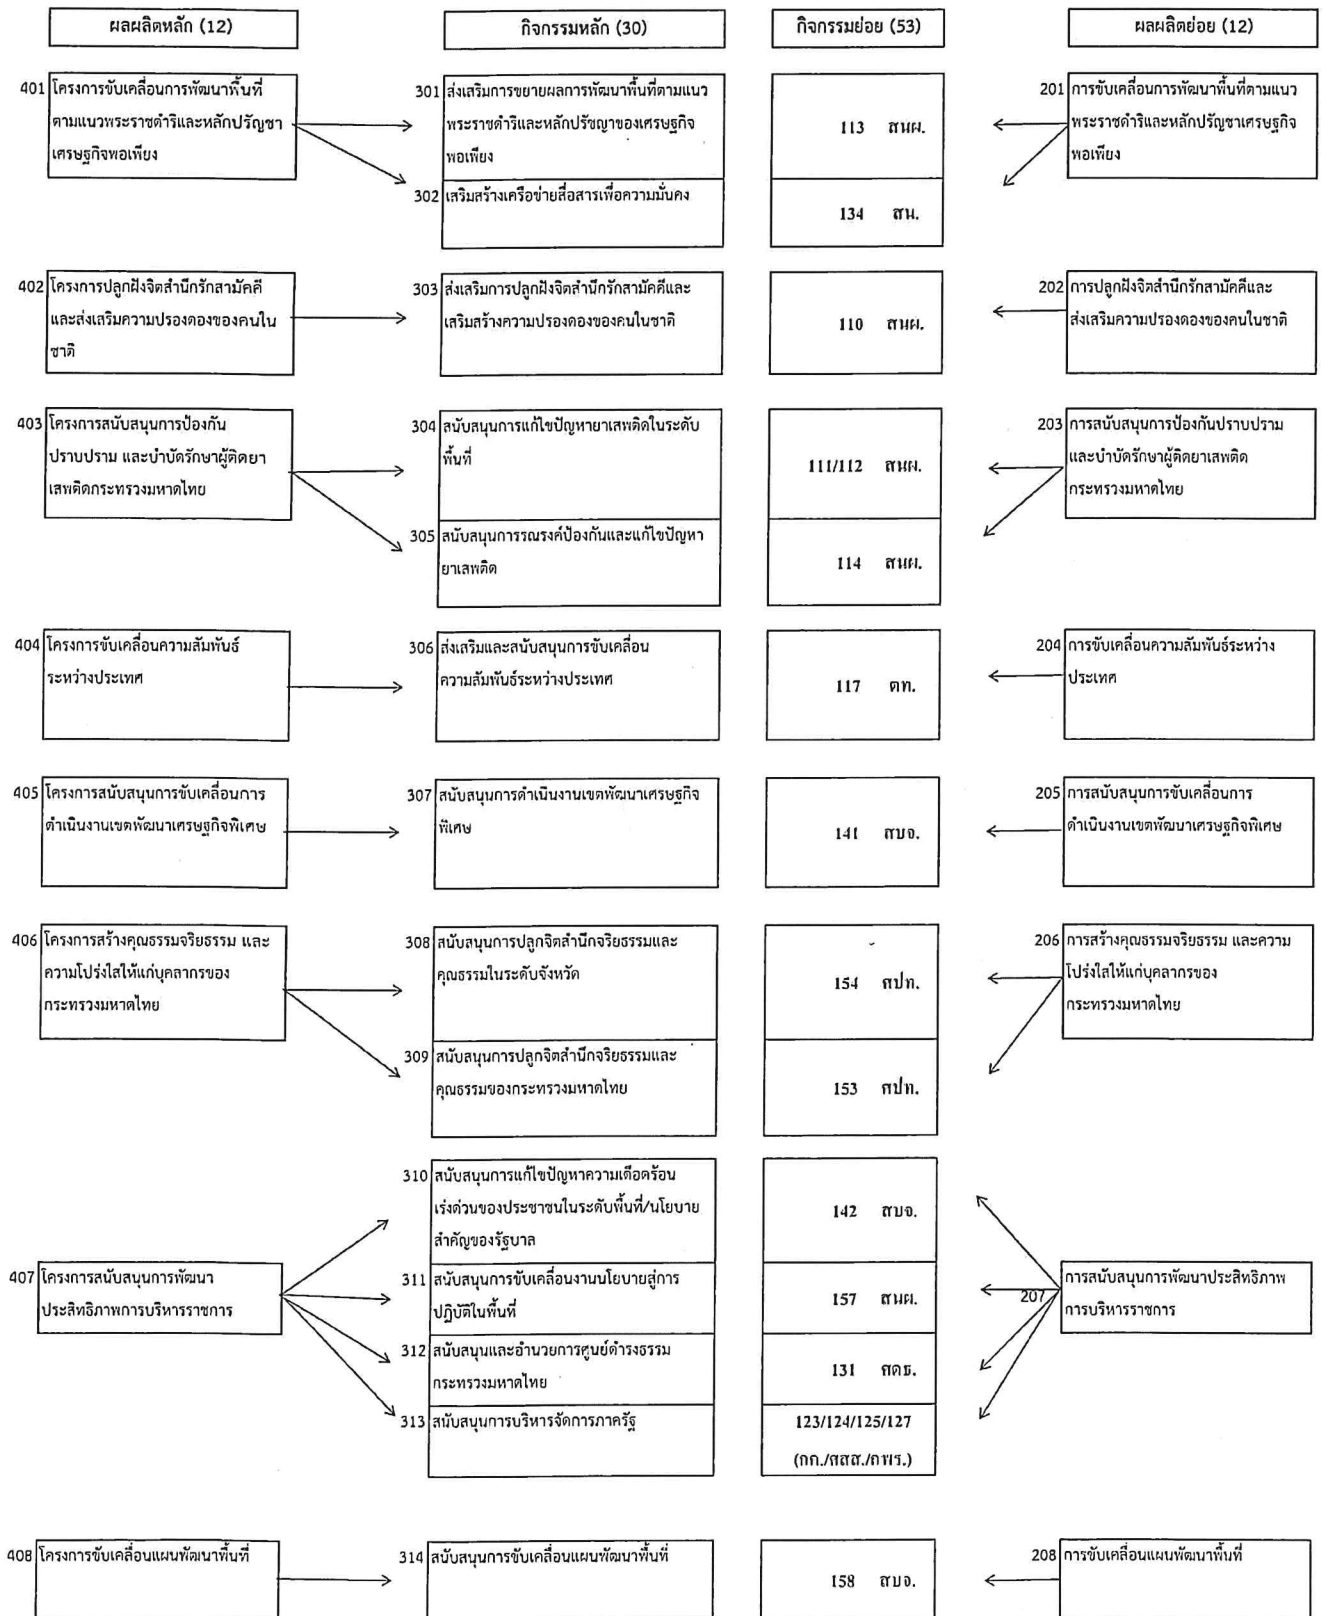 ผลผลิตหลัก (12)
กิจกรรมหลัก (30)
กิจกรรมย่อย (53)
ผลผลิตย่อย (12)
401 โครงการขับเคลื่อนการพัฒนาพื้นที่
ตามแนวพระราชดำริและหลักปรัญชา
เศรษฐกิจพอเพียง
301 ส่งเสริมการขยายผลการพัฒนาพื้นที่ตามแนว
พระราชดำริและหลักปรัชญาของเศรษฐกิจ
พอเพียง
113 สนผ.
201 การขับเคลื่อนการพัฒนาพื้นที่ตามแนว
พระราชดำริและหลักปรัญชาเศรษฐกิจ
พอเพียง
302 เสริมสร้างเครือข่ายสื่อสารเพื่อความมั่นคง
134 สน.
402 โครงการปลูกฝังจิตสำนึกรักสามัคคี
และส่งเสริมความปรองดองของคนใน
ชาติ
303 ส่งเสริมการปลูกฝังจิตสำนึกรักสามัคคีและ
เสริมสร้างความปรองดองของคนในชาติ
110 สนผ.
202 การปลูกฝังจิตสำนึกรักสามัคคีและ
ส่งเสริมความปรองดองของคนในชาติ
403 โครงการสนับสนุนการป้องกัน
ปราบปราม และบำบัดรักษาผู้ติดยา
เสพติดกระทรวงมหาดไทย
304 สนับสนุนการแก้ไขปัญหายาเสพติดในระดับ
พื้นที่
111/112 สนผ.
203 การสนับสนุนการป้องกันปราบปราม
และบำบัดรักษาผู้ติดยาเสพติด
กระทรวงมหาดไทย
305 สนับสนุนการรณรงค์ป้องกันและแก้ไขปัญหา
ยาเสพติด
114 สนผ.
404 โครงการขับเคลื่อนความสัมพันธ์
ระหว่างประเทศ
306 ส่งเสริมและสนับสนุนการขับเคลื่อน
ความสัมพันธ์ระหว่างประเทศ
117 ตท.
204 การขับเคลื่อนความสัมพันธ์ระหว่าง
ประเทศ
405 โครงการสนับสนุนการขับเคลื่อนการ
ดำเนินงานเขตพัฒนาเศรษฐกิจพิเศษ
307 สนับสนุนการดำเนินงานเขตพัฒนาเศรษฐกิจ
พิเศษ
141 สบจ.
205 การสนับสนุนการขับเคลื่อนการ
ดำเนินงานเขตพัฒนาเศรษฐกิจพิเศษ
406 โครงการสร้างคุณธรรมจริยธรรม และ
ความโปร่งใสให้แก่บุคลากรของ
กระทรวงมหาดไทย
308 สนับสนุนการปลูกจิตสำนึกจริยธรรมและ
คุณธรรมในระดับจังหวัด
154 ศปท.
206 การสร้างคุณธรรมจริยธรรม และความ
โปร่งใสให้แก่บุคลากรของ
กระทรวงมหาดไทย
309 สนับสนุนการปลูกจิตสำนึกจริยธรรมและ
คุณธรรมของกระทรวงมหาดไทย
153 ศปท.
310 สนับสนุนการแก้ไขปัญหาความเดือดร้อน
เร่งด่วนของประชาชนในระดับพื้นที่/นโยบาย
สำคัญของรัฐบาล
142 สบจ.
407 โครงการสนับสนุนการพัฒนา
ประสิทธิภาพการบริหารราชการ
311 สนับสนุนการขับเคลื่อนงานนโยบายสู่การ
ปฏิบัติในพื้นที่
157 สนผ.
207 การสนับสนุนการพัฒนาประสิทธิภาพ
การบริหารราชการ
312 สนับสนุนและอำนวยการศูนย์ดำรงธรรม
กระทรวงมหาดไทย
131 ศดธ.
313 สนับสนุนการบริหารจัดการภาครัฐ
123/124/125/127
(กก./ศสส./กพร.)
408 โครงการขับเคลื่อนแผนพัฒนาพื้นที่
314 สนับสนุนการขับเคลื่อนแผนพัฒนาพื้นที่
158 สบจ.
208 การขับเคลื่อนแผนพัฒนาพื้นที่